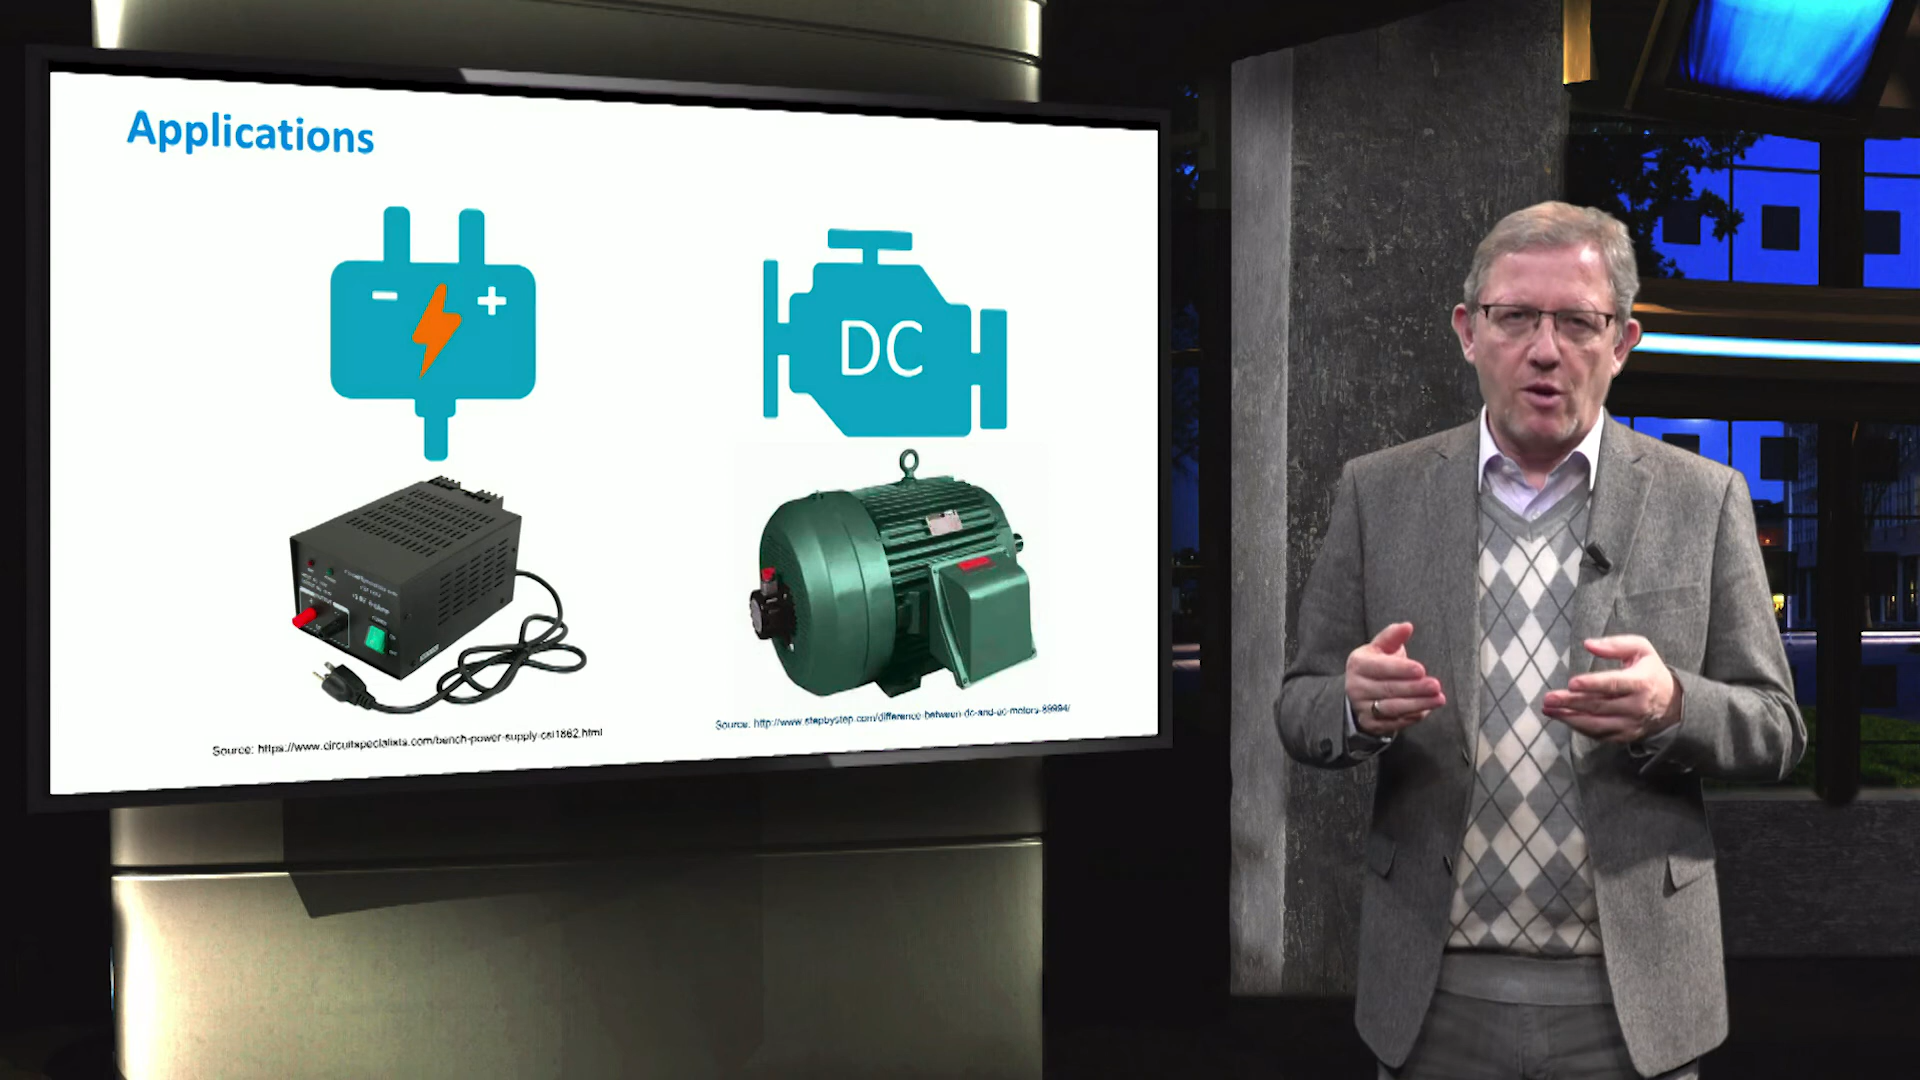 Applications
- +
DC
Source: https://www.circuitspecialists.com/bench-power-supply-csi1862.html
Source: http://www.stepbystep.com/difference-between-dc-and-ac-motors-89994/